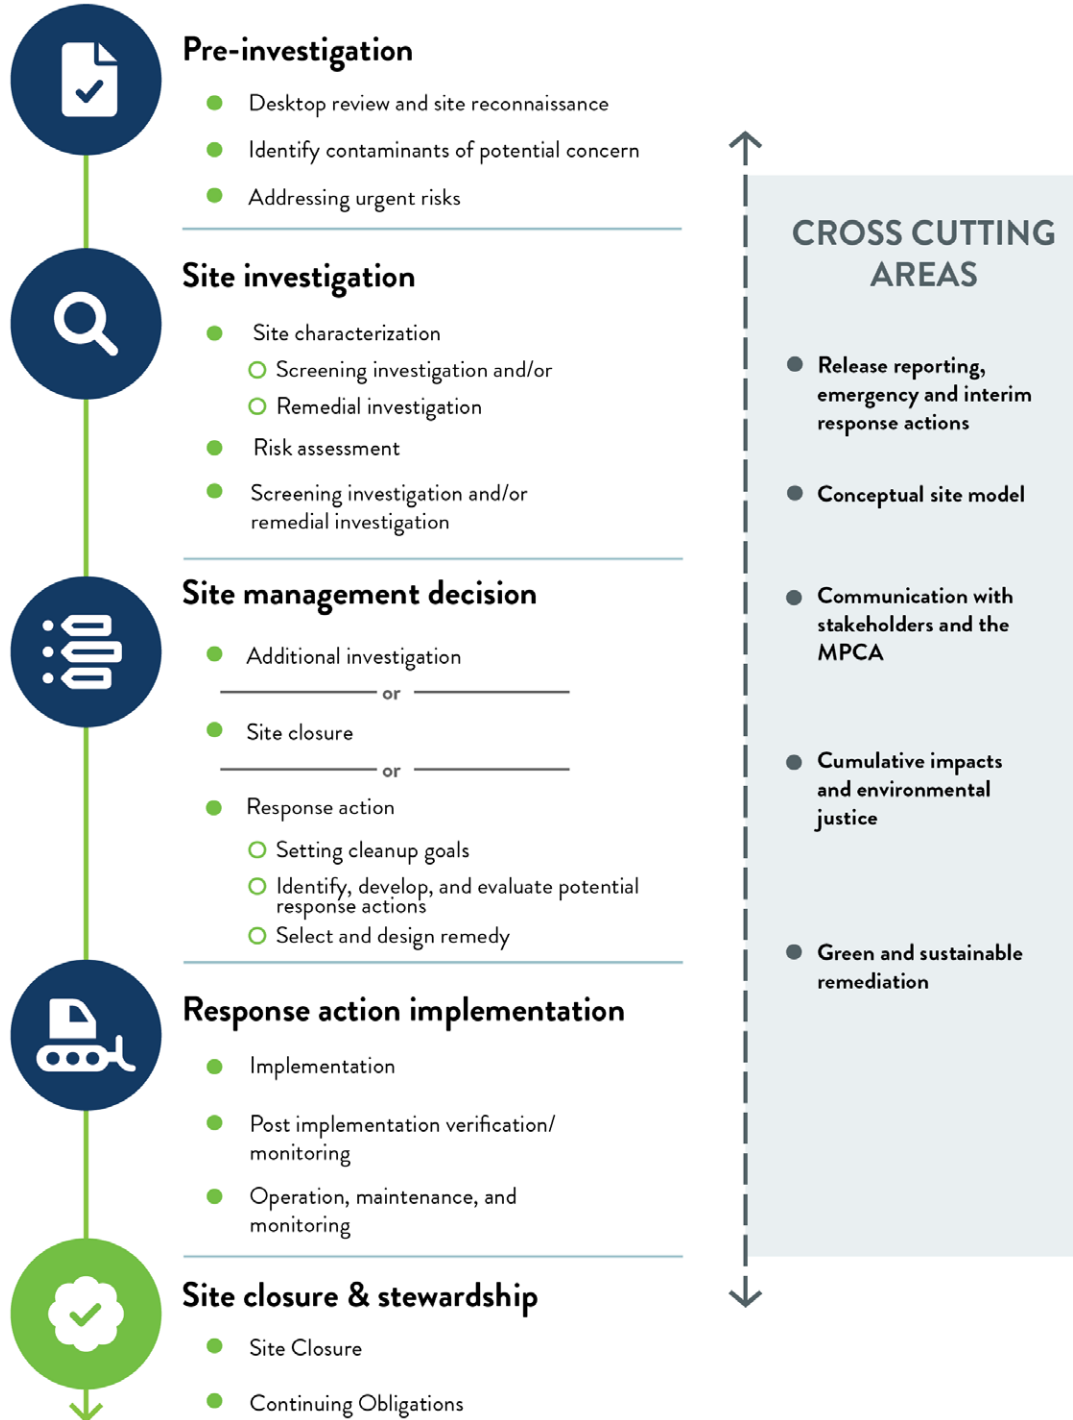 Pre-investigation
Desktop review and site reconnaissance
Identify contaminants of potential concern
Addressing urgent risks
Site investigation
Site characterization
Screening investigation and/or
Remedial investigation
Risk assessment
Screening investigation and/or
remedial investigation
Site management decision
Additional investigation
or
Site closure
or
Response action
Setting cleanup goals
Identify, develop, and evaluate potential
response actions
Select and design remedy
Response action implementation
Implementation
Post implementation verification/
monitoring
Operation, maintenance, and
monitoring
Site closure & stewardship
Site Closure
Continuing Obligations
CROSS CUTTING
AREAS
Release reporting,
emergency and interim
response actions
Conceptual site model
Communication with
stakeholders and the
MPCA
Cumulative impacts
and environmental
justice
Green and sustainable
remediation